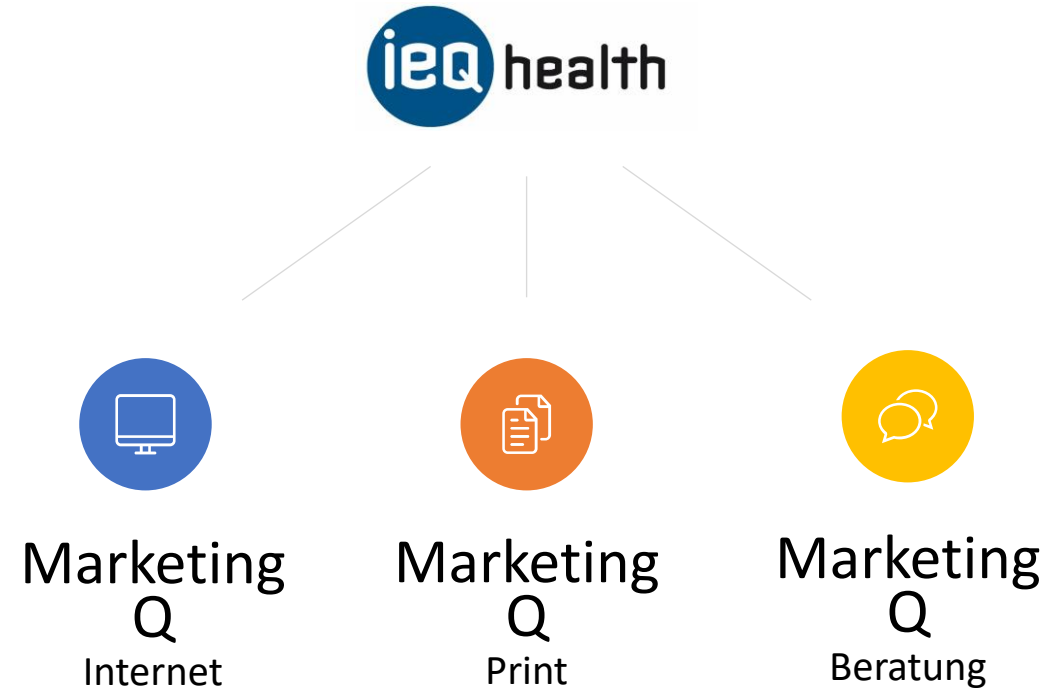 ieQ health
Marketing
Q
Internet
Marketing
Q
Print
Marketing
Q
Beratung